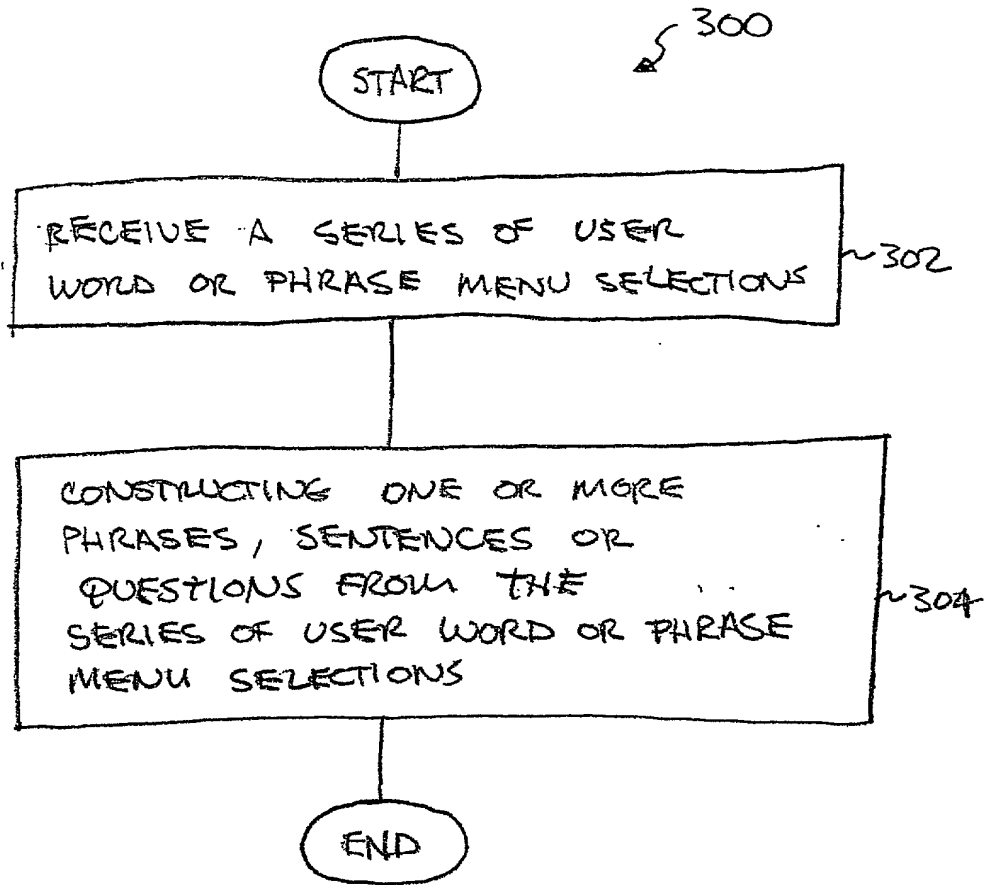 300
START
RECEIVE A SERIES OF USER
WORD OR PHRASE MENU SELECTIONS
302
CONSTRUCTING ONE OR MORE
PHRASES, SENTENCES OR
QUESTIONS FROM THE
SERIES OF USER WORD OR PHRASE
MENU SELECTIONS
304
END